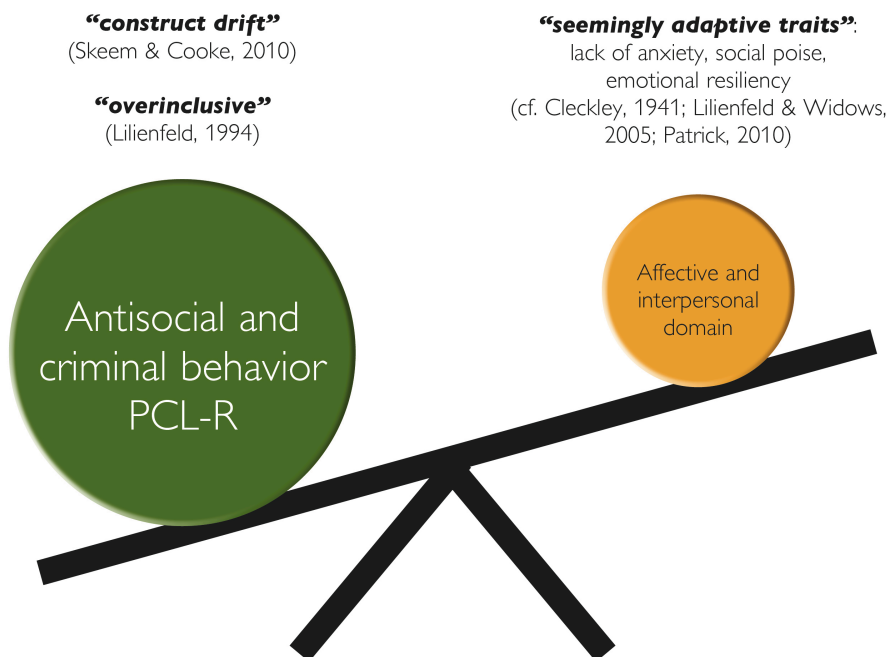 “construct drift”
(Skeem & Cooke, 2010)
“overinclusive”
(Lilienfeld, 1994)
“seemingly adaptive traits”:
lack of anxiety, social poise,
emotional resiliency
(cf. Cleckley, 1941; Lilienfeld & Widows,
2005; Patrick, 2010)
Antisocial and
criminal behavior
PCL-R
Affective and
interpersonal
domain